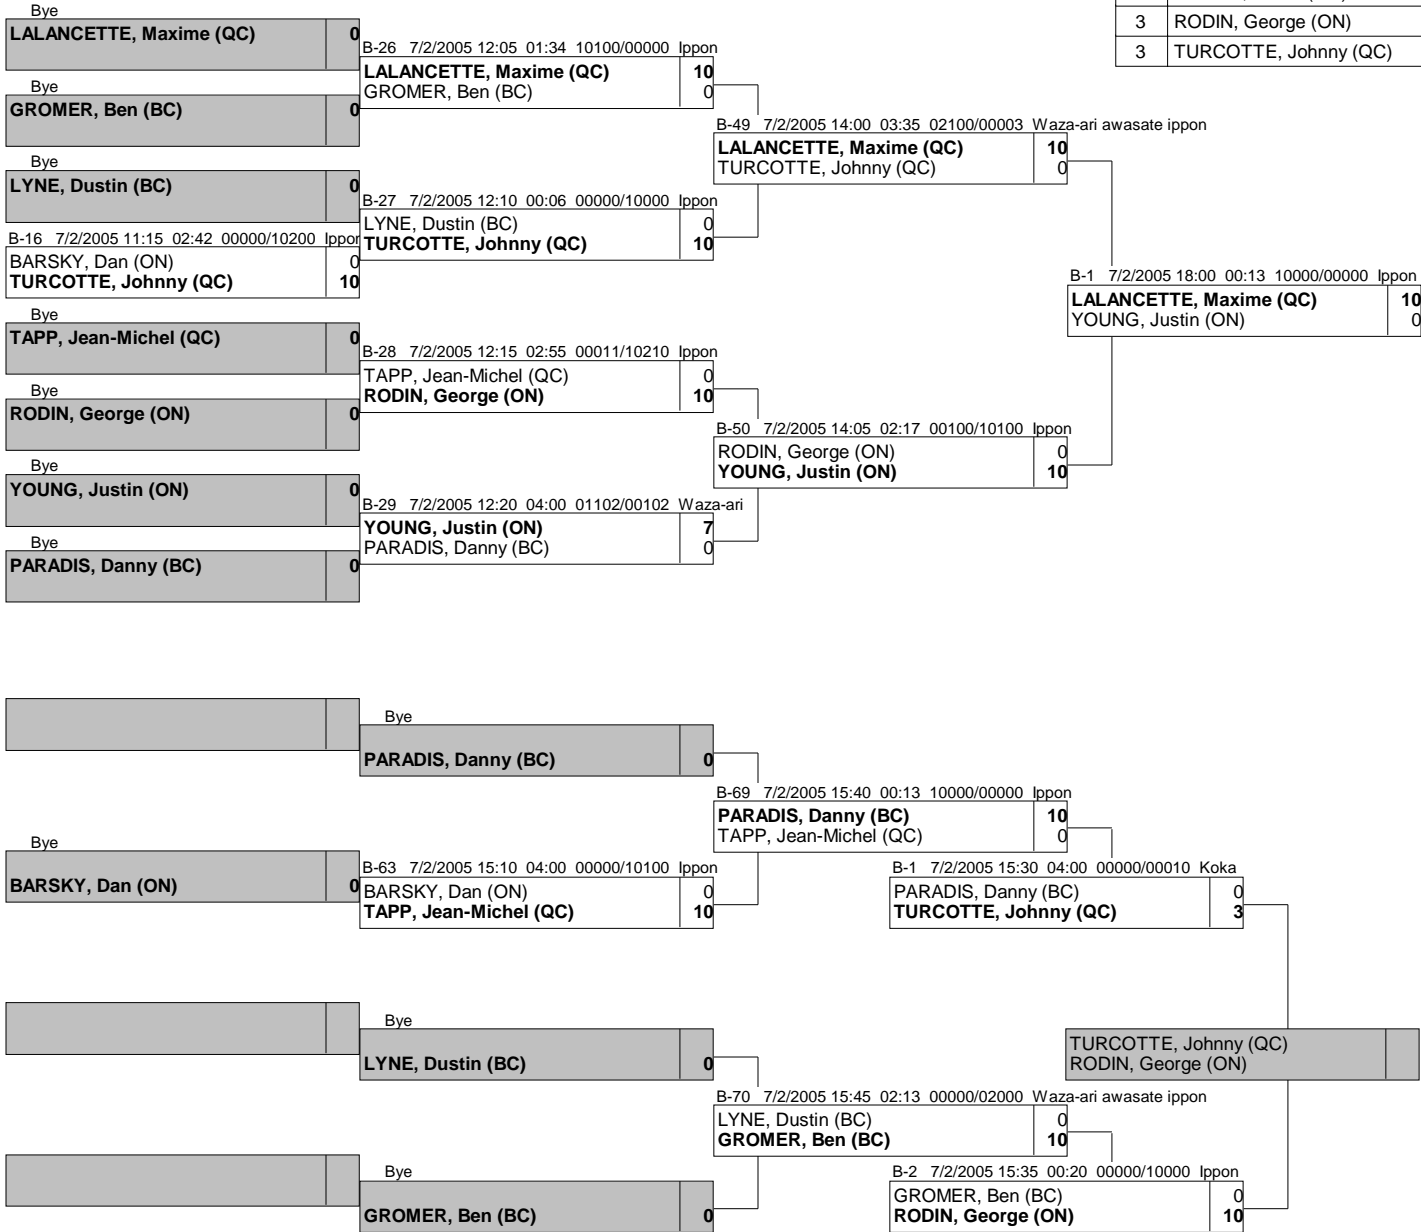 3 RODIN, George (ON)
3 TURCOTTE, Johnny (QC)
Bye
LALANCETTE, Maxime (QC) 0
Bye
GROMER, Ben (BC) 0
Bye
LYNE, Dustin (BC) 0
B-16 7/2/2005 11:15 02:42 00000/10200 Ippon
BARSKY, Dan (ON) 0
TURCOTTE, Johnny (QC) 10
Bye
TAPP, Jean-Michel (QC) 0
Bye
RODIN, George (ON) 0
Bye
YOUNG, Justin (ON) 0
Bye
PARADIS, Danny (BC) 0
B-26 7/2/2005 12:05 01:34 10100/00000 Ippon
LALANCETTE, Maxime (QC) 10
GROMER, Ben (BC) 0
B-27 7/2/2005 12:10 00:06 00000/10000 Ippon
LYNE, Dustin (BC) 0
TURCOTTE, Johnny (QC) 10
B-28 7/2/2005 12:15 02:55 00011/10210 Ippon
TAPP, Jean-Michel (QC) 0
RODIN, George (ON) 10
B-29 7/2/2005 12:20 04:00 01102/00102 Waza-ari
YOUNG, Justin (ON) 7
PARADIS, Danny (BC) 0
B-49 7/2/2005 14:00 03:35 02100/00003 Waza-ari awasate ippon
LALANCETTE, Maxime (QC) 10
TURCOTTE, Johnny (QC) 0
B-50 7/2/2005 14:05 02:17 00100/10100 Ippon
RODIN, George (ON) 0
YOUNG, Justin (ON) 10
B-1 7/2/2005 18:00 00:13 10000/00000 Ippon
LALANCETTE, Maxime (QC) 10
YOUNG, Justin (ON) 0
Bye
BARSKY, Dan (ON) 0
Bye
PARADIS, Danny (BC) 0
B-63 7/2/2005 15:10 04:00 00000/10100 Ippon
BARSKY, Dan (ON) 0
TAPP, Jean-Michel (QC) 10
Bye
LYNE, Dustin (BC) 0
Bye
GROMER, Ben (BC) 0
B-69 7/2/2005 15:40 00:13 10000/00000 Ippon
PARADIS, Danny (BC) 10
TAPP, Jean-Michel (QC) 0
B-70 7/2/2005 15:45 02:13 00000/02000 Waza-ari awasate ippon
LYNE, Dustin (BC) 0
GROMER, Ben (BC) 10
B-1 7/2/2005 15:30 04:00 00000/00010 Koka
PARADIS, Danny (BC) 0
TURCOTTE, Johnny (QC) 3
B-2 7/2/2005 15:35 00:20 00000/10000 Ippon
GROMER, Ben (BC) 0
RODIN, George (ON) 10
TURCOTTE, Johnny (QC)
RODIN, George (ON)